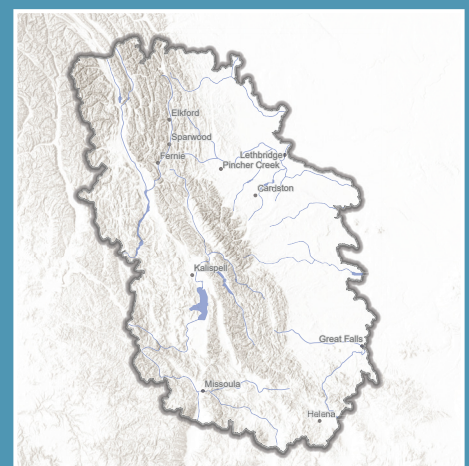 Elkford
Sparwood
Fernie
Lethbridge
Pincher Creek
Cardston
Kalispell
Great Falls
Missoula
Helena